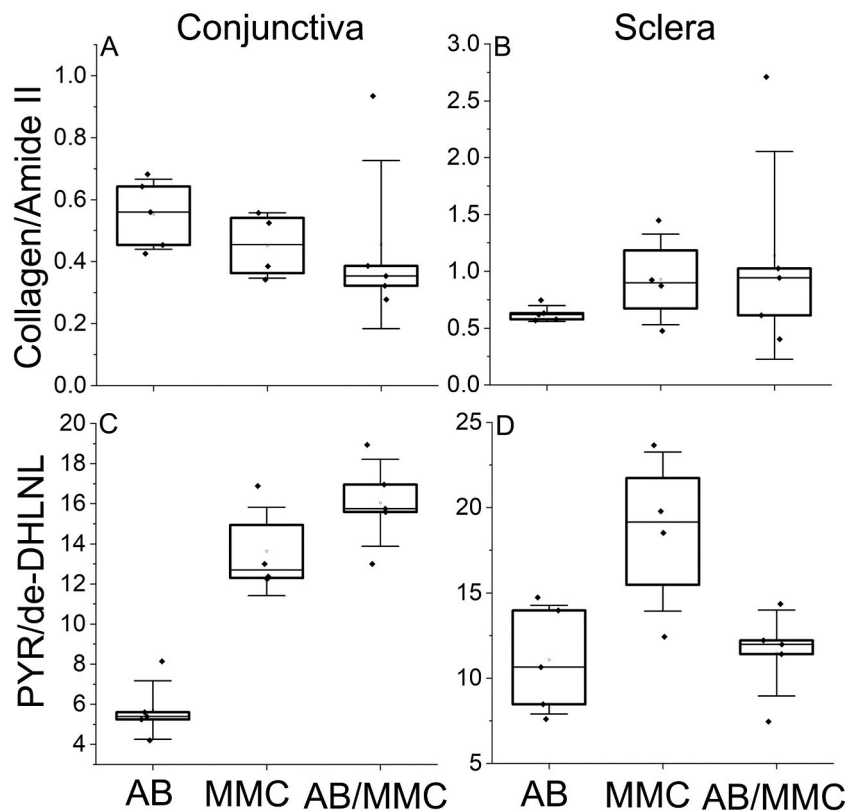 Conjunctiva
Sclera
A
B
Collagen/Amide II
1.0
0.8
0.6
0.4
0.2
0.0
3.0
2.5
2.0
1.5
1.0
0.5
0.0
C
D
PYR/de-DHLNL
20
18
16
14
12
10
8
6
4
25
20
15
10
5
AB
MMC
AB/MMC
AB
MMC
AB/MMC